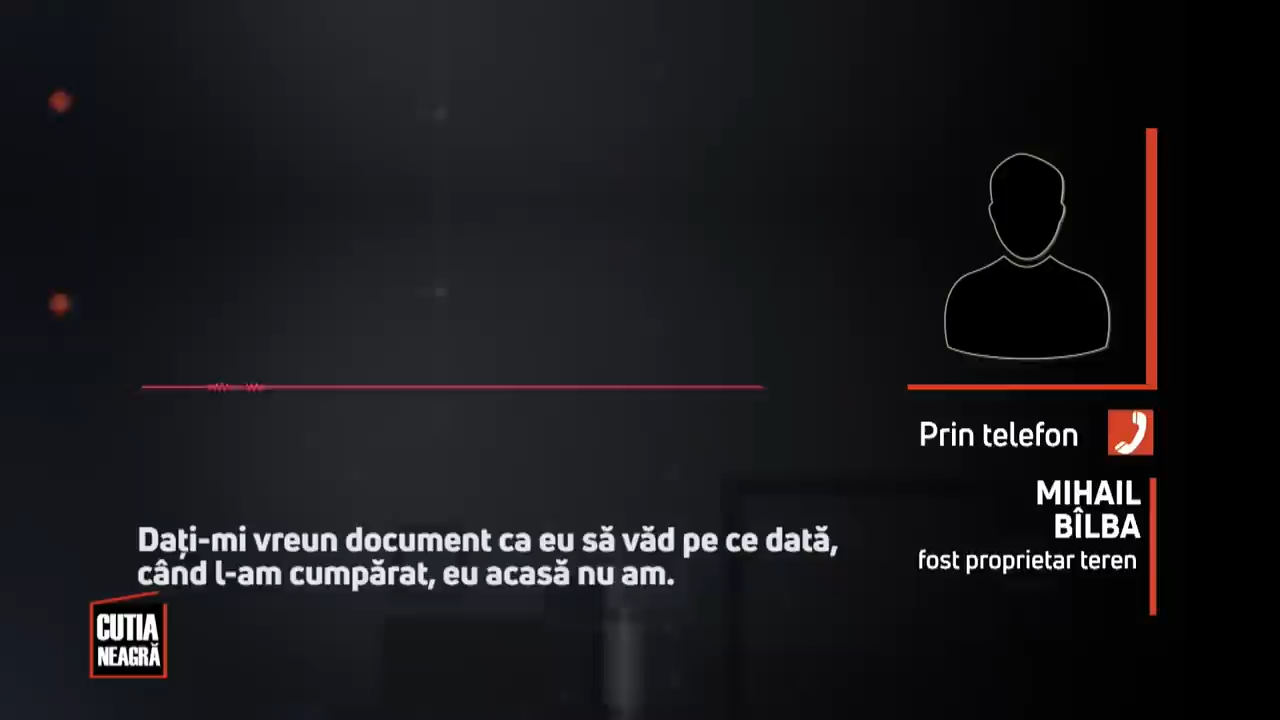 Prin telefon
MIHAIL
BÎLBA
fost proprietar teren
Dați-mi vreun document ca eu să văd pe ce dată,
când l-am cumpărat, eu acasă nu am.
CUTIA
NEAGRĂ